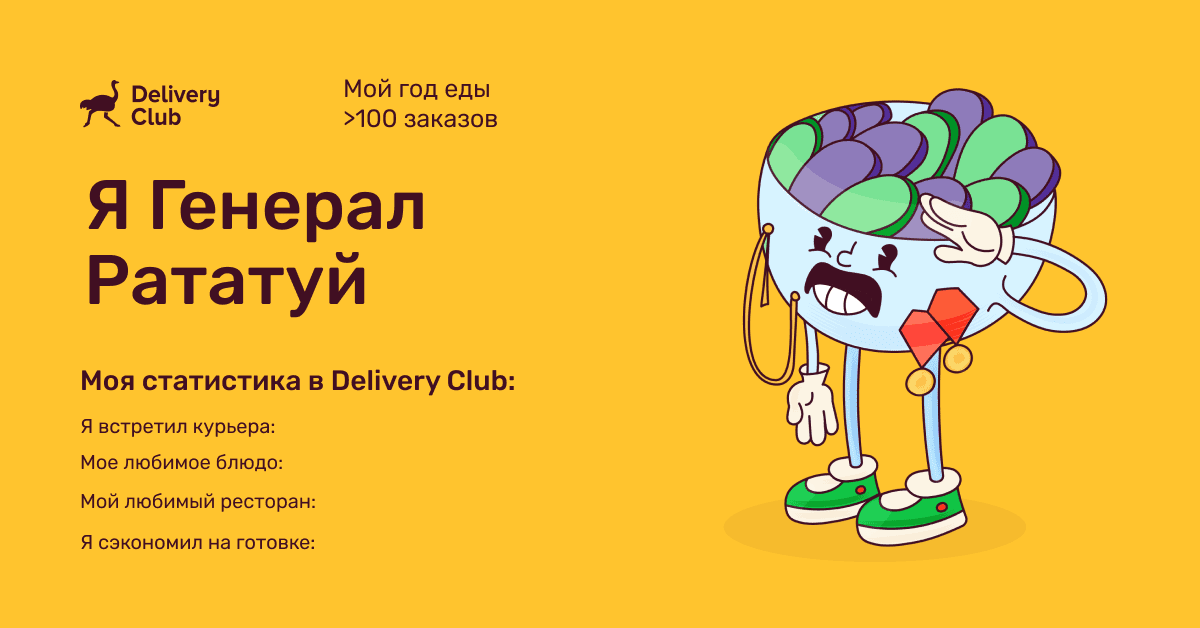 Delivery
Club
Мой год еды
>100 заказов
Я Генерал
Рататуй
Моя статистика в Delivery Club:
Я встретил курьера:
Мое любимое блюдо:
Мой любимый ресторан:
Я сэкономил на готовке: